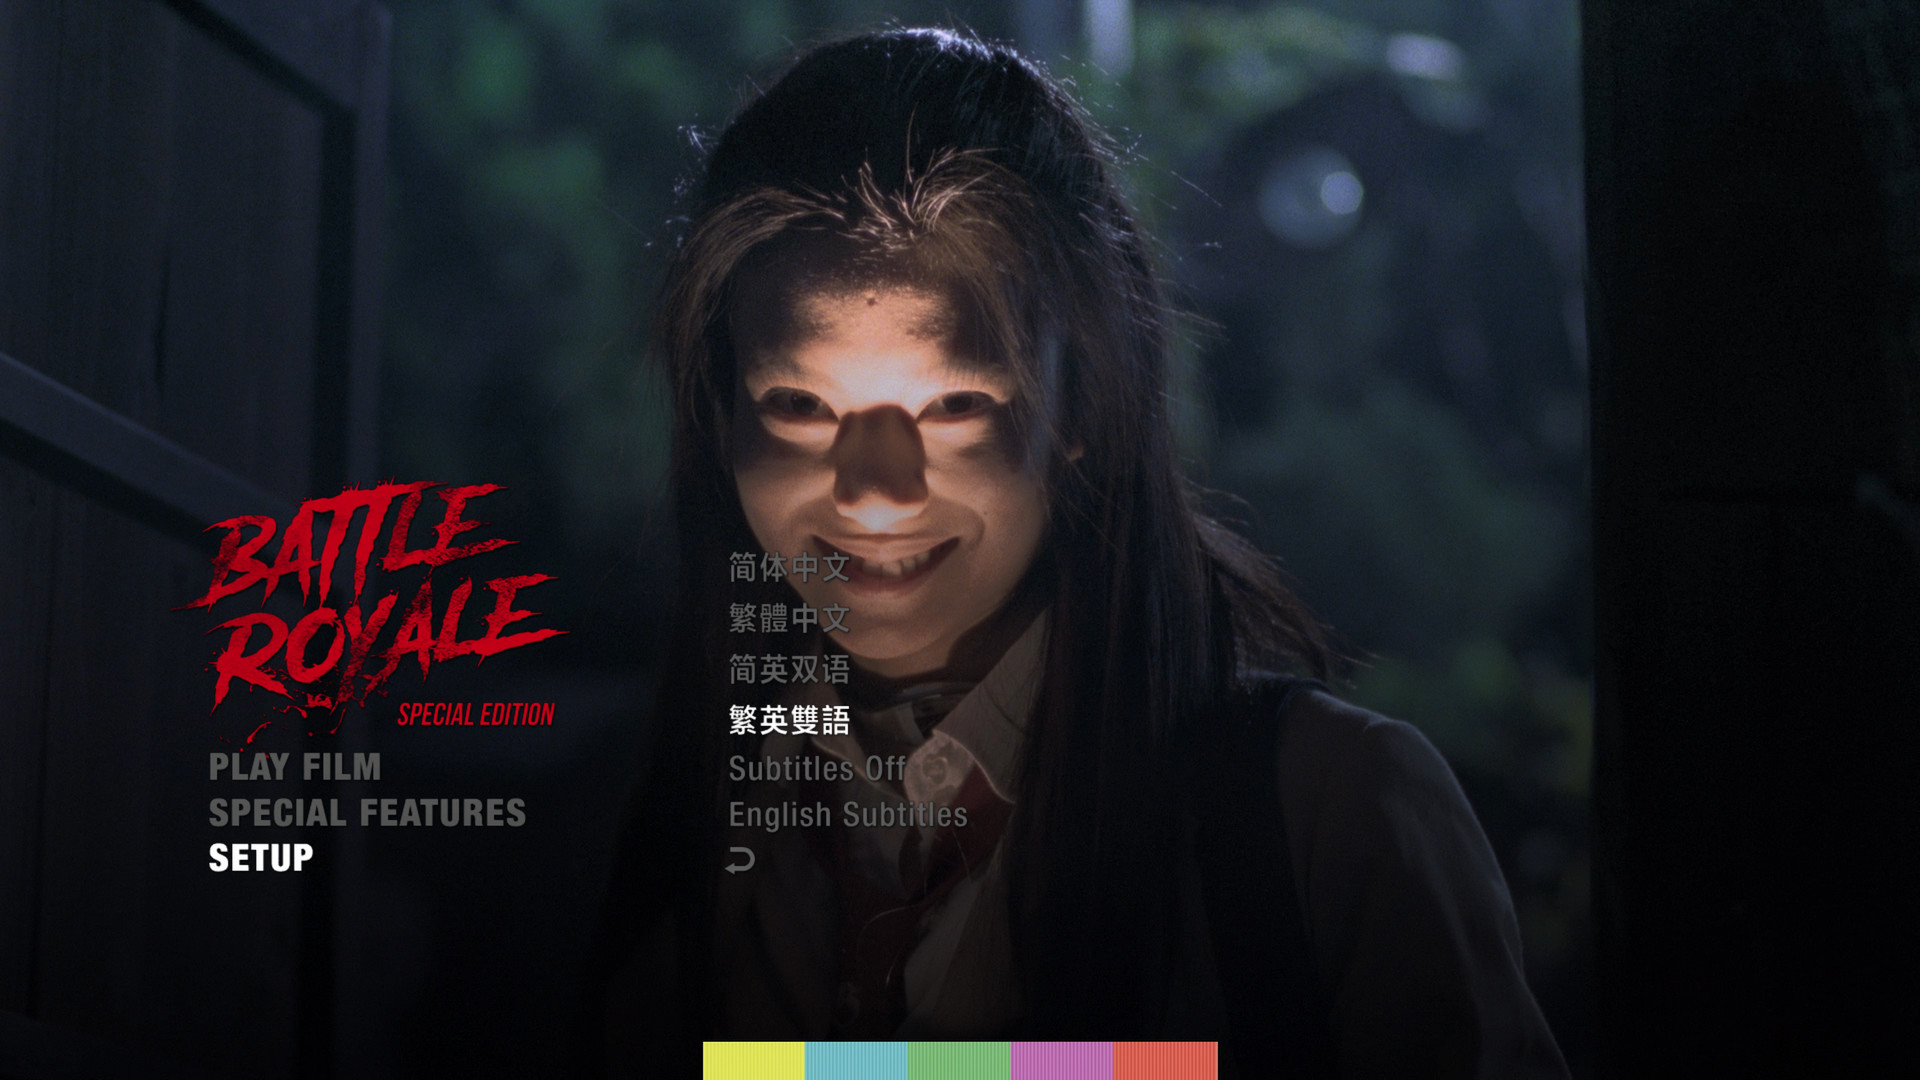 BATTLE
ROYALE
SPECIAL EDITION
PLAY FILM
SPECIAL FEATURES
SETUP
简体中文
繁體中文
简英双语
繁英雙語
Subtitles Off
English Subtitles